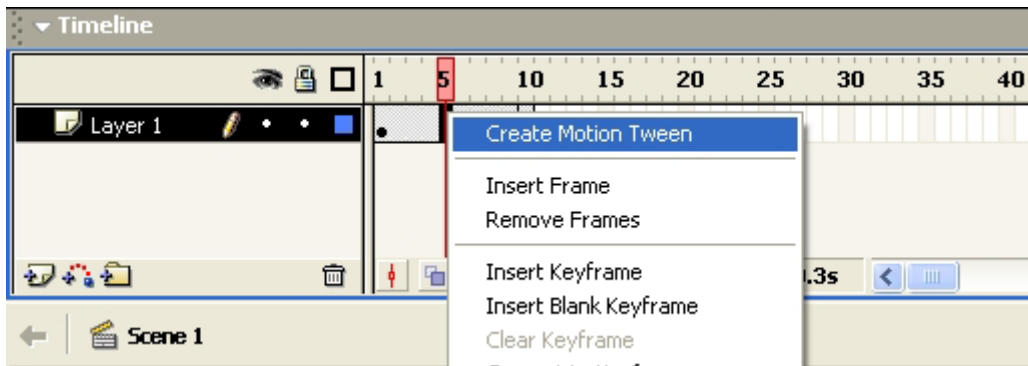 Timeline
1 5 10 15 20 25 30 35 40
Layer 1
Create Motion Tween
Insert Frame
Remove Frames
Insert Keyframe
.3s
Insert Blank Keyframe
Scene 1
Clear Keyframe